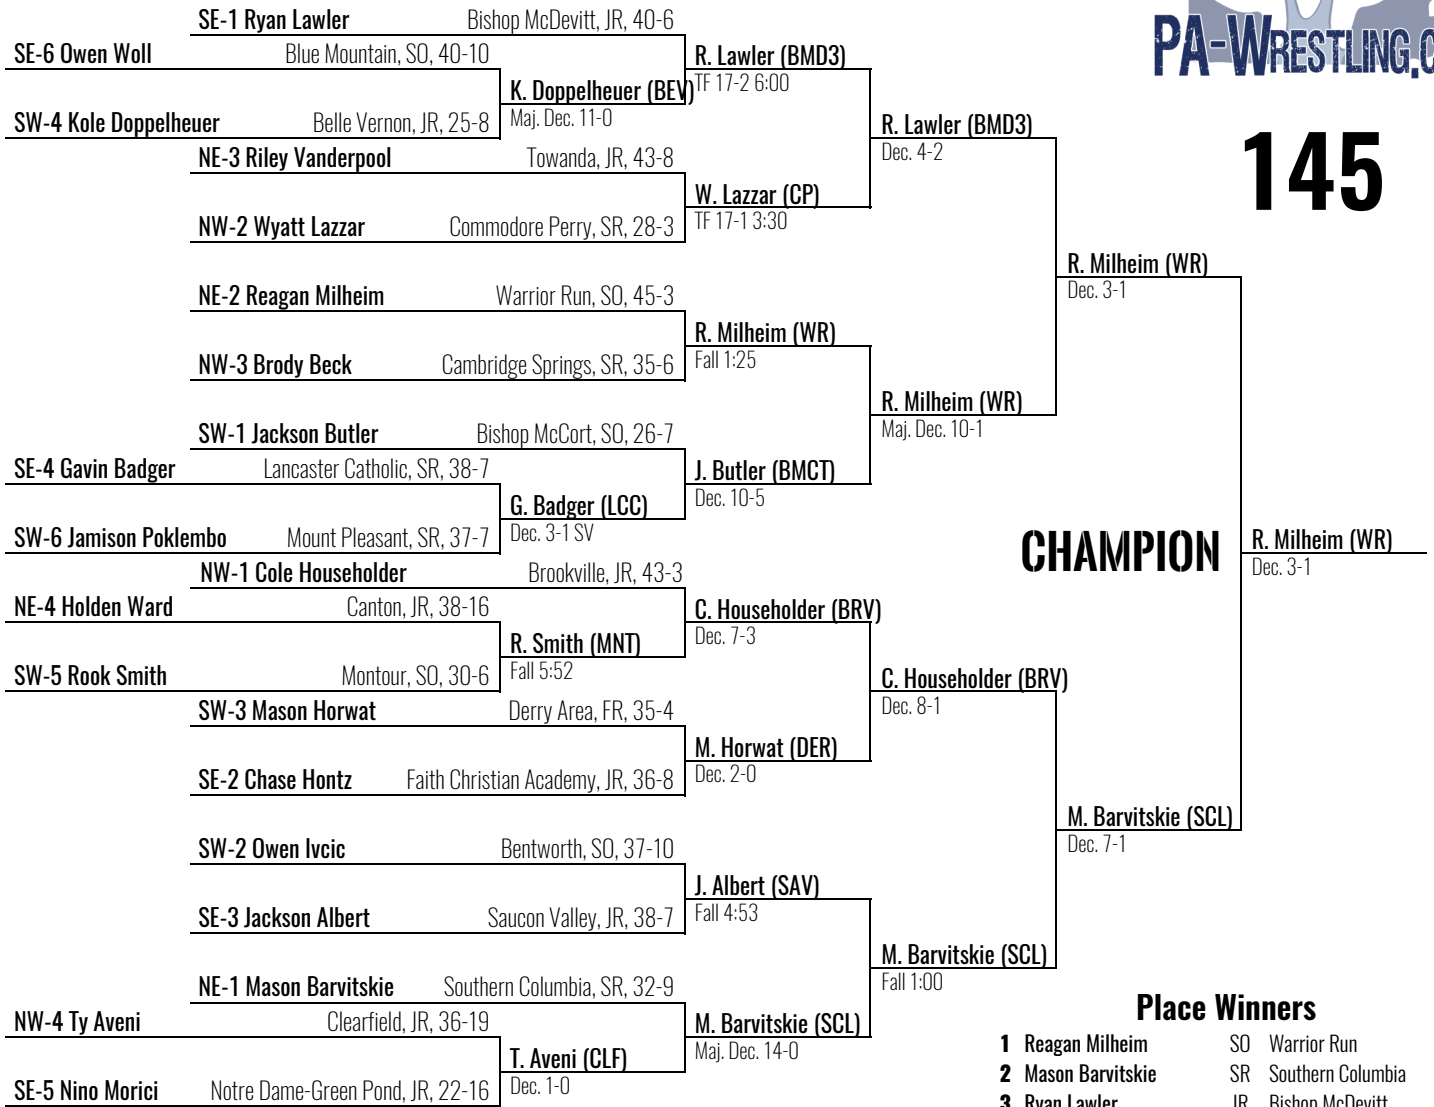 SE-1 Ryan Lawler Bishop McDevitt, JR, 40-6
SE-6 Owen Woll Blue Mountain, SO, 40-10
R. Lawler (BMD3)
TF 17-2 6:00
K. Doppelheuer (BEV)
Maj. Dec. 11-0
SW-4 Kole Doppelheuer Belle Vernon, JR, 25-8
R. Lawler (BMD3)
Dec. 4-2
NE-3 Riley Vanderpool Towanda, JR, 43-8
W. Lazzar (CP)
TF 17-1 3:30
NW-2 Wyatt Lazzar Commodore Perry, SR, 28-3
R. Milheim (WR)
Dec. 3-1
NE-2 Reagan Milheim Warrior Run, SO, 45-3
R. Milheim (WR)
Fall 1:25
NW-3 Brody Beck Cambridge Springs, SR, 35-6
R. Milheim (WR)
Maj. Dec. 10-1
SW-1 Jackson Butler Bishop McCort, SO, 26-7
SE-4 Gavin Badger Lancaster Catholic, SR, 38-7
J. Butler (BMCT)
Dec. 10-5
G. Badger (LCC)
Dec. 3-1 SV
SW-6 Jamison Poklembo Mount Pleasant, SR, 37-7
CHAMPION
R. Milheim (WR)
Dec. 3-1
NW-1 Cole Householder Brookville, JR, 43-3
NE-4 Holden Ward Canton, JR, 38-16
C. Householder (BRV)
Dec. 7-3
R. Smith (MNT)
Fall 5:52
SW-5 Rook Smith Montour, SO, 30-6
C. Householder (BRV)
Dec. 8-1
SW-3 Mason Horwat Derry Area, FR, 35-4
M. Horwat (DER)
Dec. 2-0
SE-2 Chase Hontz Faith Christian Academy, JR, 36-8
M. Barvitskie (SCL)
Dec. 7-1
SW-2 Owen Ivcic Bentworth, SO, 37-10
J. Albert (SAV)
Fall 4:53
SE-3 Jackson Albert Saucon Valley, JR, 38-7
M. Barvitskie (SCL)
Fall 1:00
NE-1 Mason Barvitskie Southern Columbia, SR, 32-9
NW-4 Ty Aveni Clearfield, JR, 36-19
M. Barvitskie (SCL)
Maj. Dec. 14-0
T. Aveni (CLF)
Dec. 1-0
SE-5 Nino Morici Notre Dame-Green Pond, JR, 22-16
PA-WRESTLING.C
145
Place Winners
1 Reagan Milheim SO Warrior Run
2 Mason Barvitskie SR Southern Columbia
3 Ryan Lawler JR Bishop McDevitt